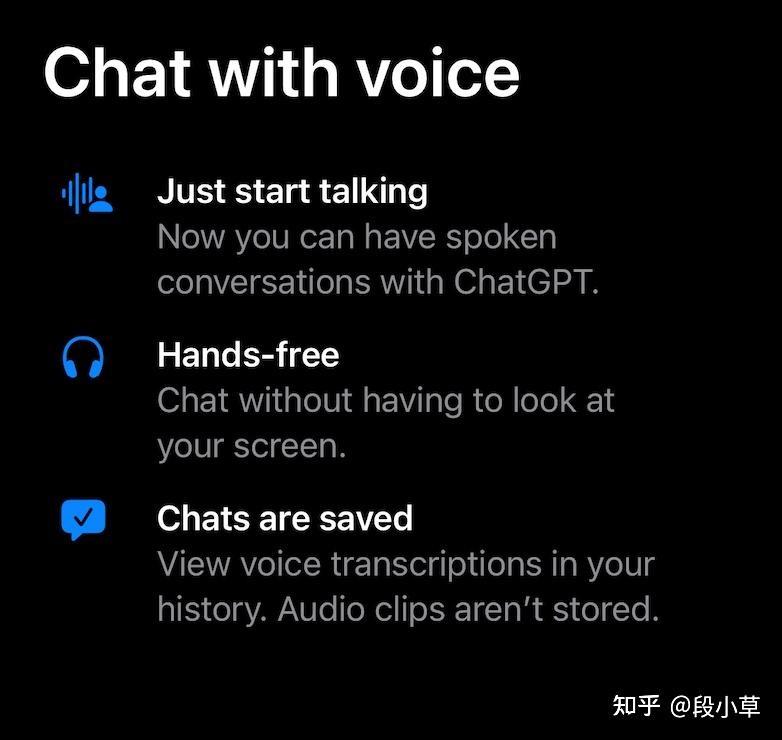 Chat with voice
Just start talking
Now you can have spoken
conversations with ChatGPT.
Hands-free
Chat without having to look at
your screen.
Chats are saved
View voice transcriptions in your
history. Audio clips aren’t stored.
知乎 @段小草